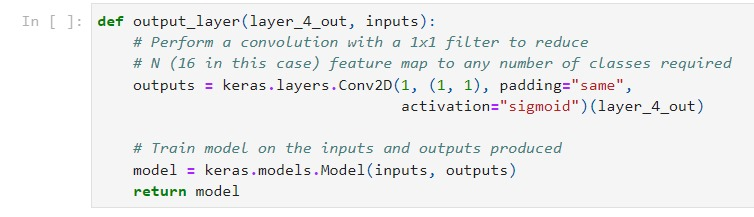 In [ ]: def output_layer(layer_4_out, inputs):
    # Perform a convolution with a 1x1 filter to reduce
    # N (16 in this case) feature map to any number of classes required
    outputs = keras.layers.Conv2D(1, (1, 1), padding="same",
                                  activation="sigmoid")(layer_4_out)
    # Train model on the inputs and outputs produced
    model = keras.models.Model(inputs, outputs)
    return model